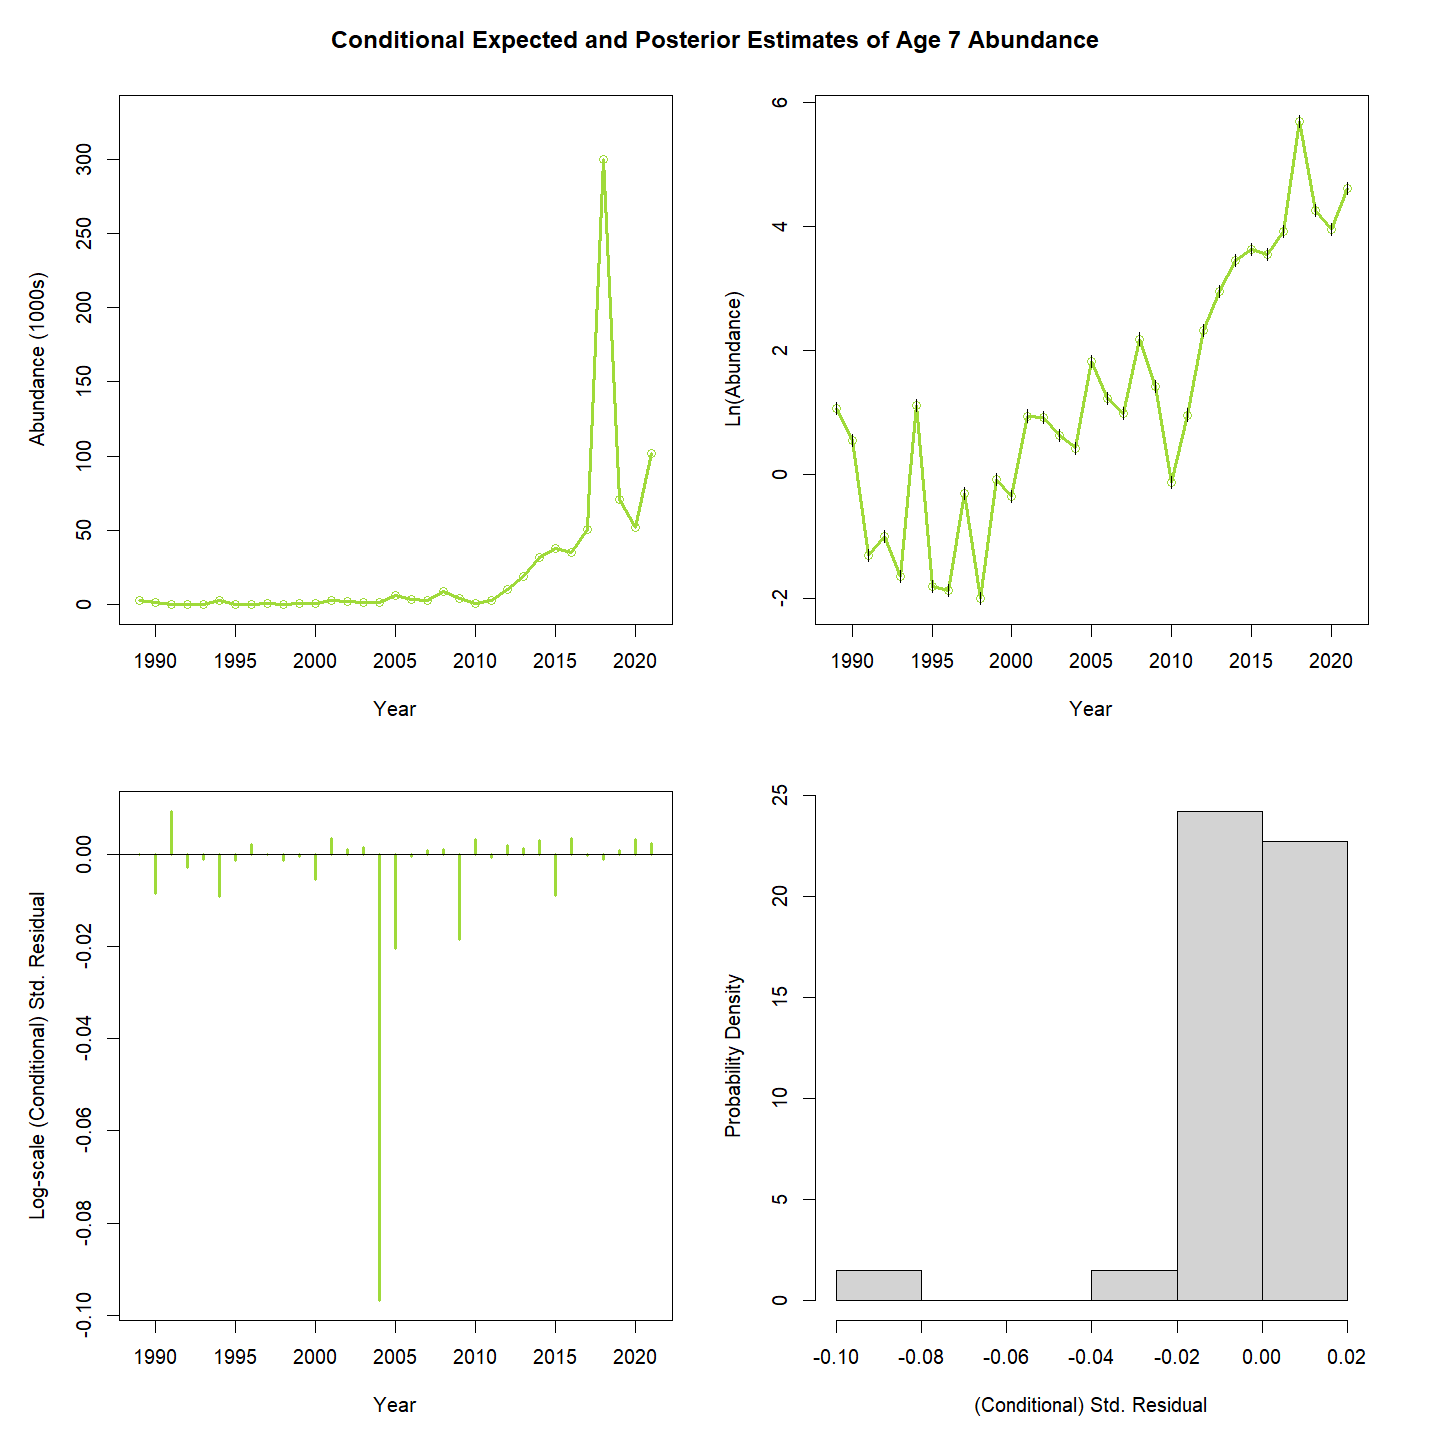 Conditional Expected and Posterior Estimates of Age 7 Abundance
Abundance (1000s)
300
250
200
150
100
50
0
1990 1995 2000 2005 2010 2015 2020
Year
Ln(Abundance)
6
4
2
0
-2
1990 1995 2000 2005 2010 2015 2020
Year
Log-scale (Conditional) Std. Residual
0.00
-0.02
-0.04
-0.06
-0.08
-0.10
1990 1995 2000 2005 2010 2015 2020
Year
Probability Density
25
20
15
10
5
0
-0.10 -0.08 -0.06 -0.04 -0.02 0.00 0.02
(Conditional) Std. Residual